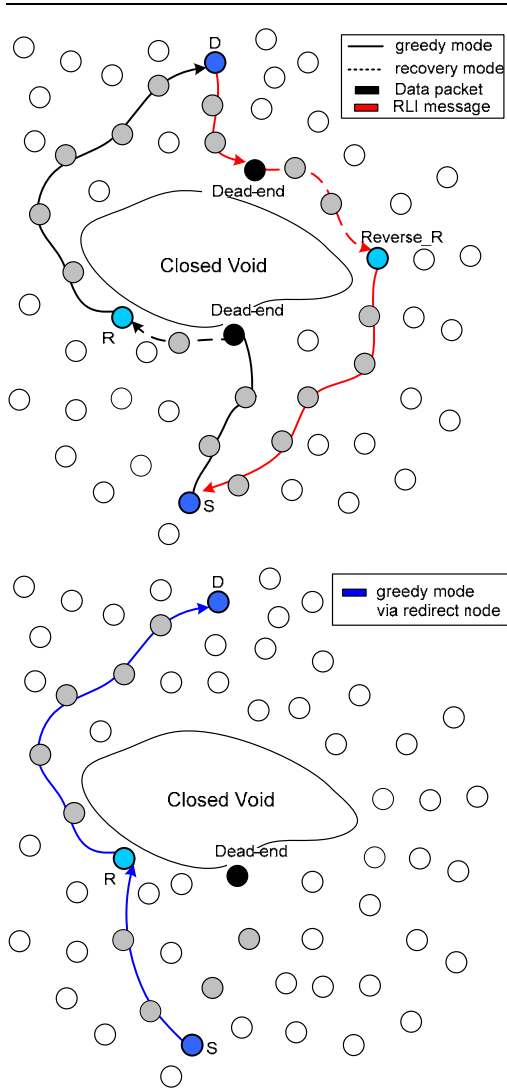 D
greedy mode
recovery mode
Data packet
RLI message
Dead-end
Reverse_R
Closed Void
Dead-end
R
S
D
greedy mode
via redirect node
Closed Void
Dead-end
R
S